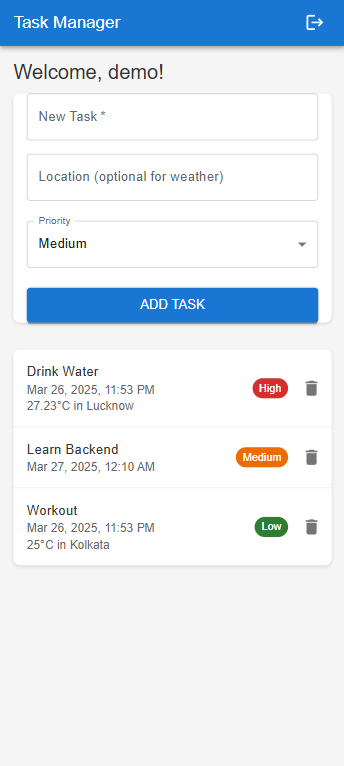 Task Manager
Welcome, demo!
New Task *
Location (optional for weather)
Priority
Medium
ADD TASK
Drink Water
Mar 26, 2025, 11:53 PM
27.23°C in Lucknow
High
Learn Backend
Mar 27, 2025, 12:10 AM
Medium
Workout
Mar 26, 2025, 11:53 PM
25°C in Kolkata
Low